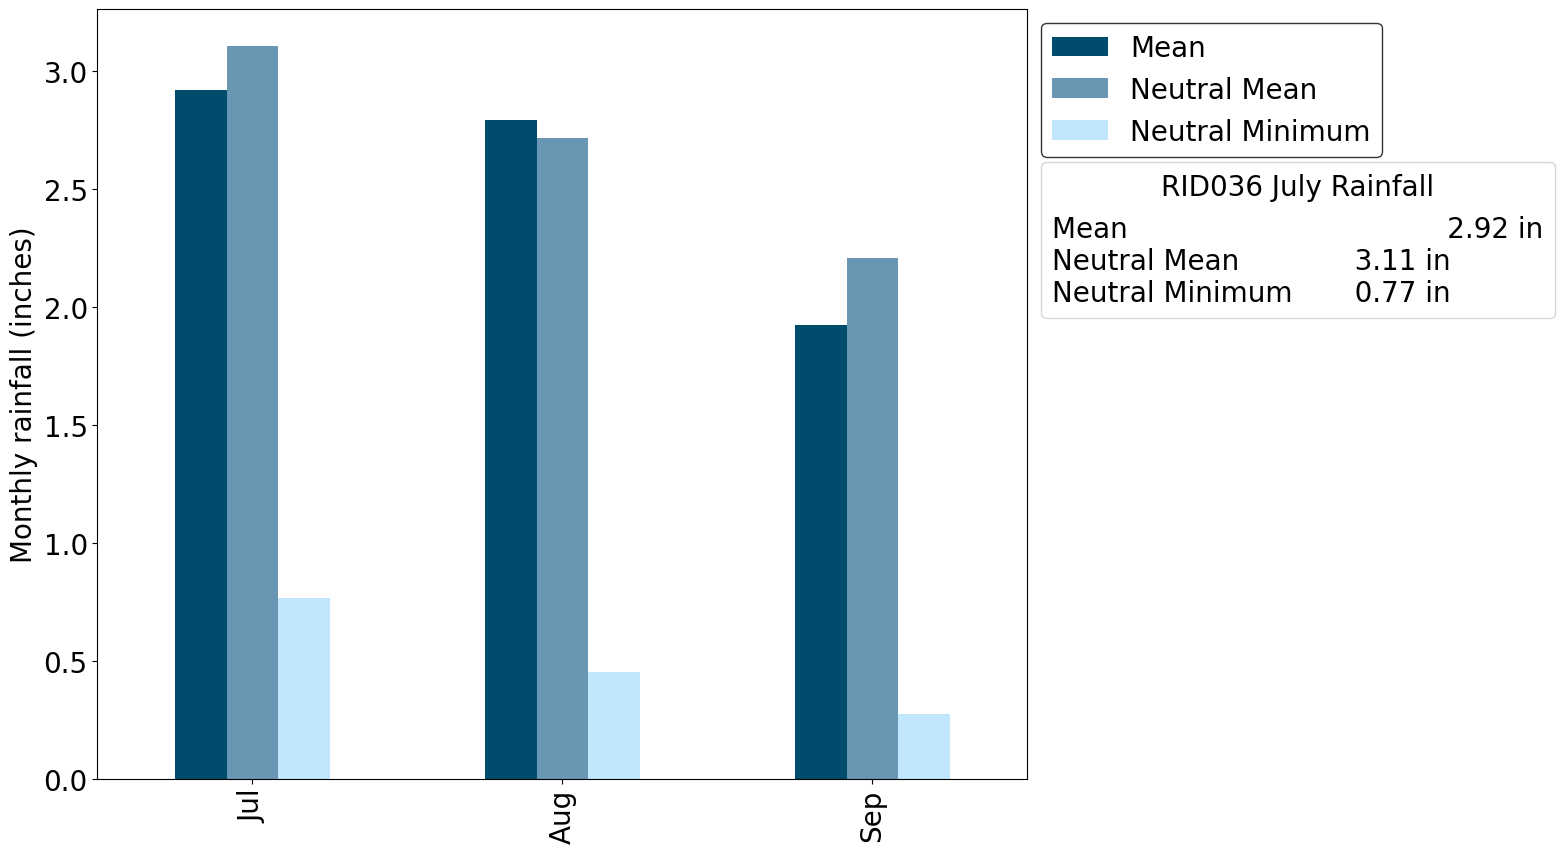 Monthly rainfall (inches)
3.0
2.5
2.0
1.5
1.0
0.5
0.0
Jul
Aug
Sep
Mean
Neutral Mean
Neutral Minimum
RID036 July Rainfall
Mean 2.92 in
Neutral Mean 3.11 in
Neutral Minimum 0.77 in